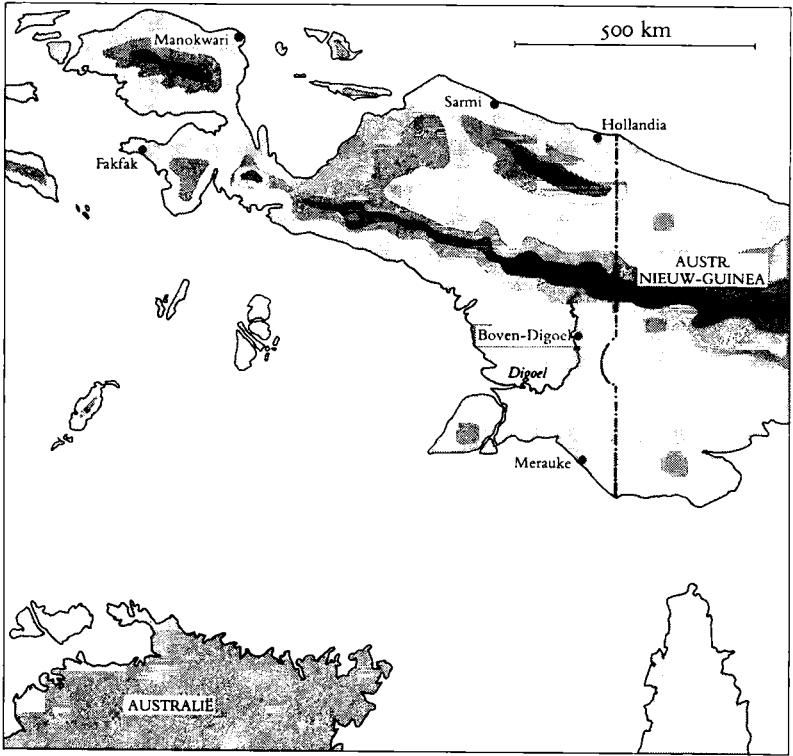 500 km
Manokwari
Sarmi
Hollandia
Fakfak
AUSTR.
NIEUW-GUINEA
Boven-Digoel
Digoel
Merauke
AUSTRALIË